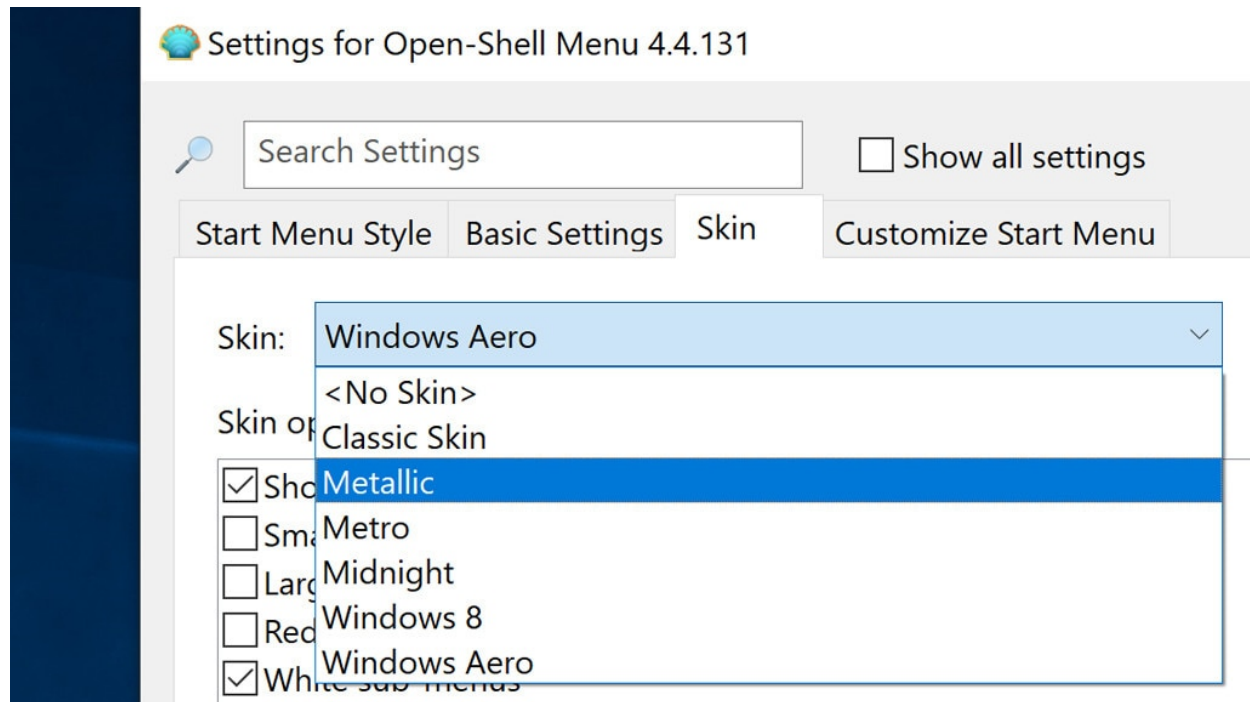 Settings for Open-Shell Menu 4.4.131
Search Settings
Show all settings
Start Menu Style Basic Settings Skin Customize Start Menu
Skin: Windows Aero
<No Skin>
Skin
Classic Skin
Metallic
Metro
Midnight
Windows 8
Windows Aero